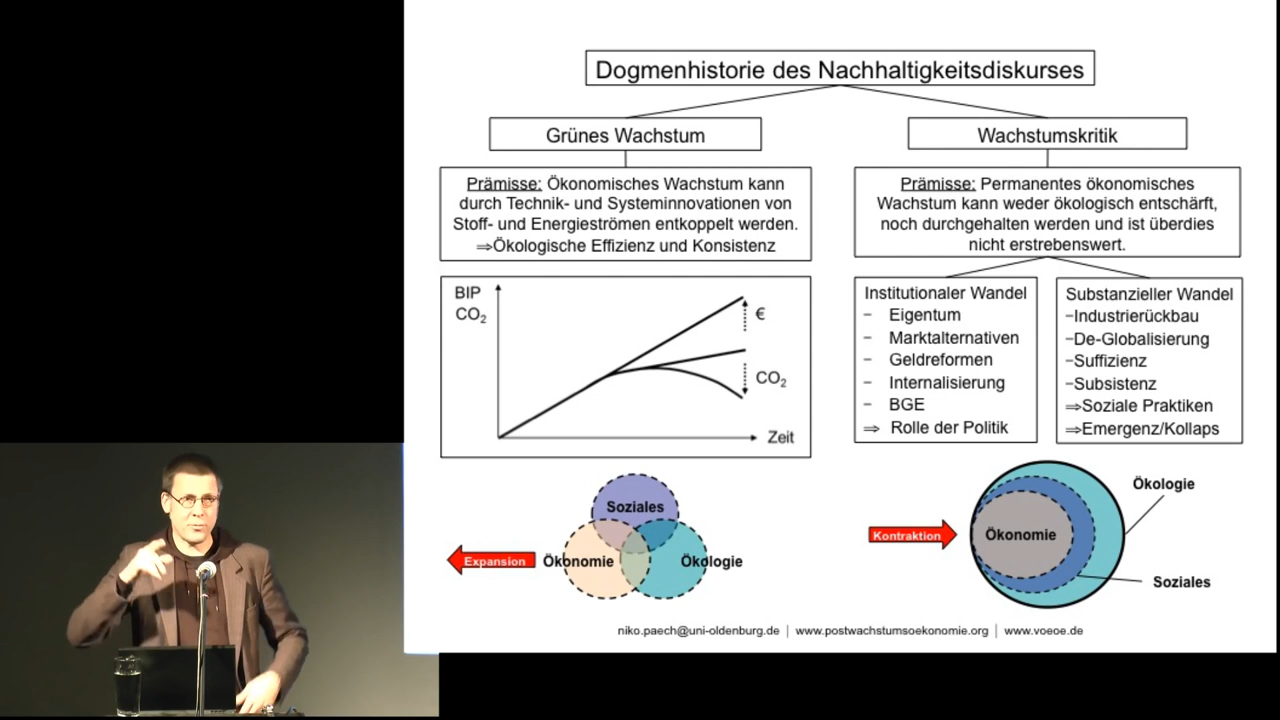 Dogmenhistorie des Nachhaltigkeitsdiskurses
Grünes Wachstum
Wachstumskritik
Prämisse: Ökonomisches Wachstum kann
durch Technik- und Systeminnovationen von
Stoff- und Energieströmen entkoppelt werden.
⇒Ökologische Effizienz und Konsistenz
Prämisse: Permanentes ökonomisches
Wachstum kann weder ökologisch entschärft,
noch durchgehalten werden und ist überdies
nicht erstrebenswert.
BIP
CO₂
€
CO₂
Zeit
Institutionaler Wandel
– Eigentum
– Marktalternativen
– Geldreformen
– Internalisierung
– BGE
⇒ Rolle der Politik
Substanzieller Wandel
–Industrierückbau
–De-Globalisierung
–Suffizienz
–Subsistenz
⇒Soziale Praktiken
⇒Emergenz/Kollaps
Soziales
Expansion
Ökonomie
Ökologie
Kontraktion
Ökonomie
Ökologie
Soziales
niko.paech@uni-oldenburg.de | www.postwachstumsoekonomie.org | www.voeoe.de